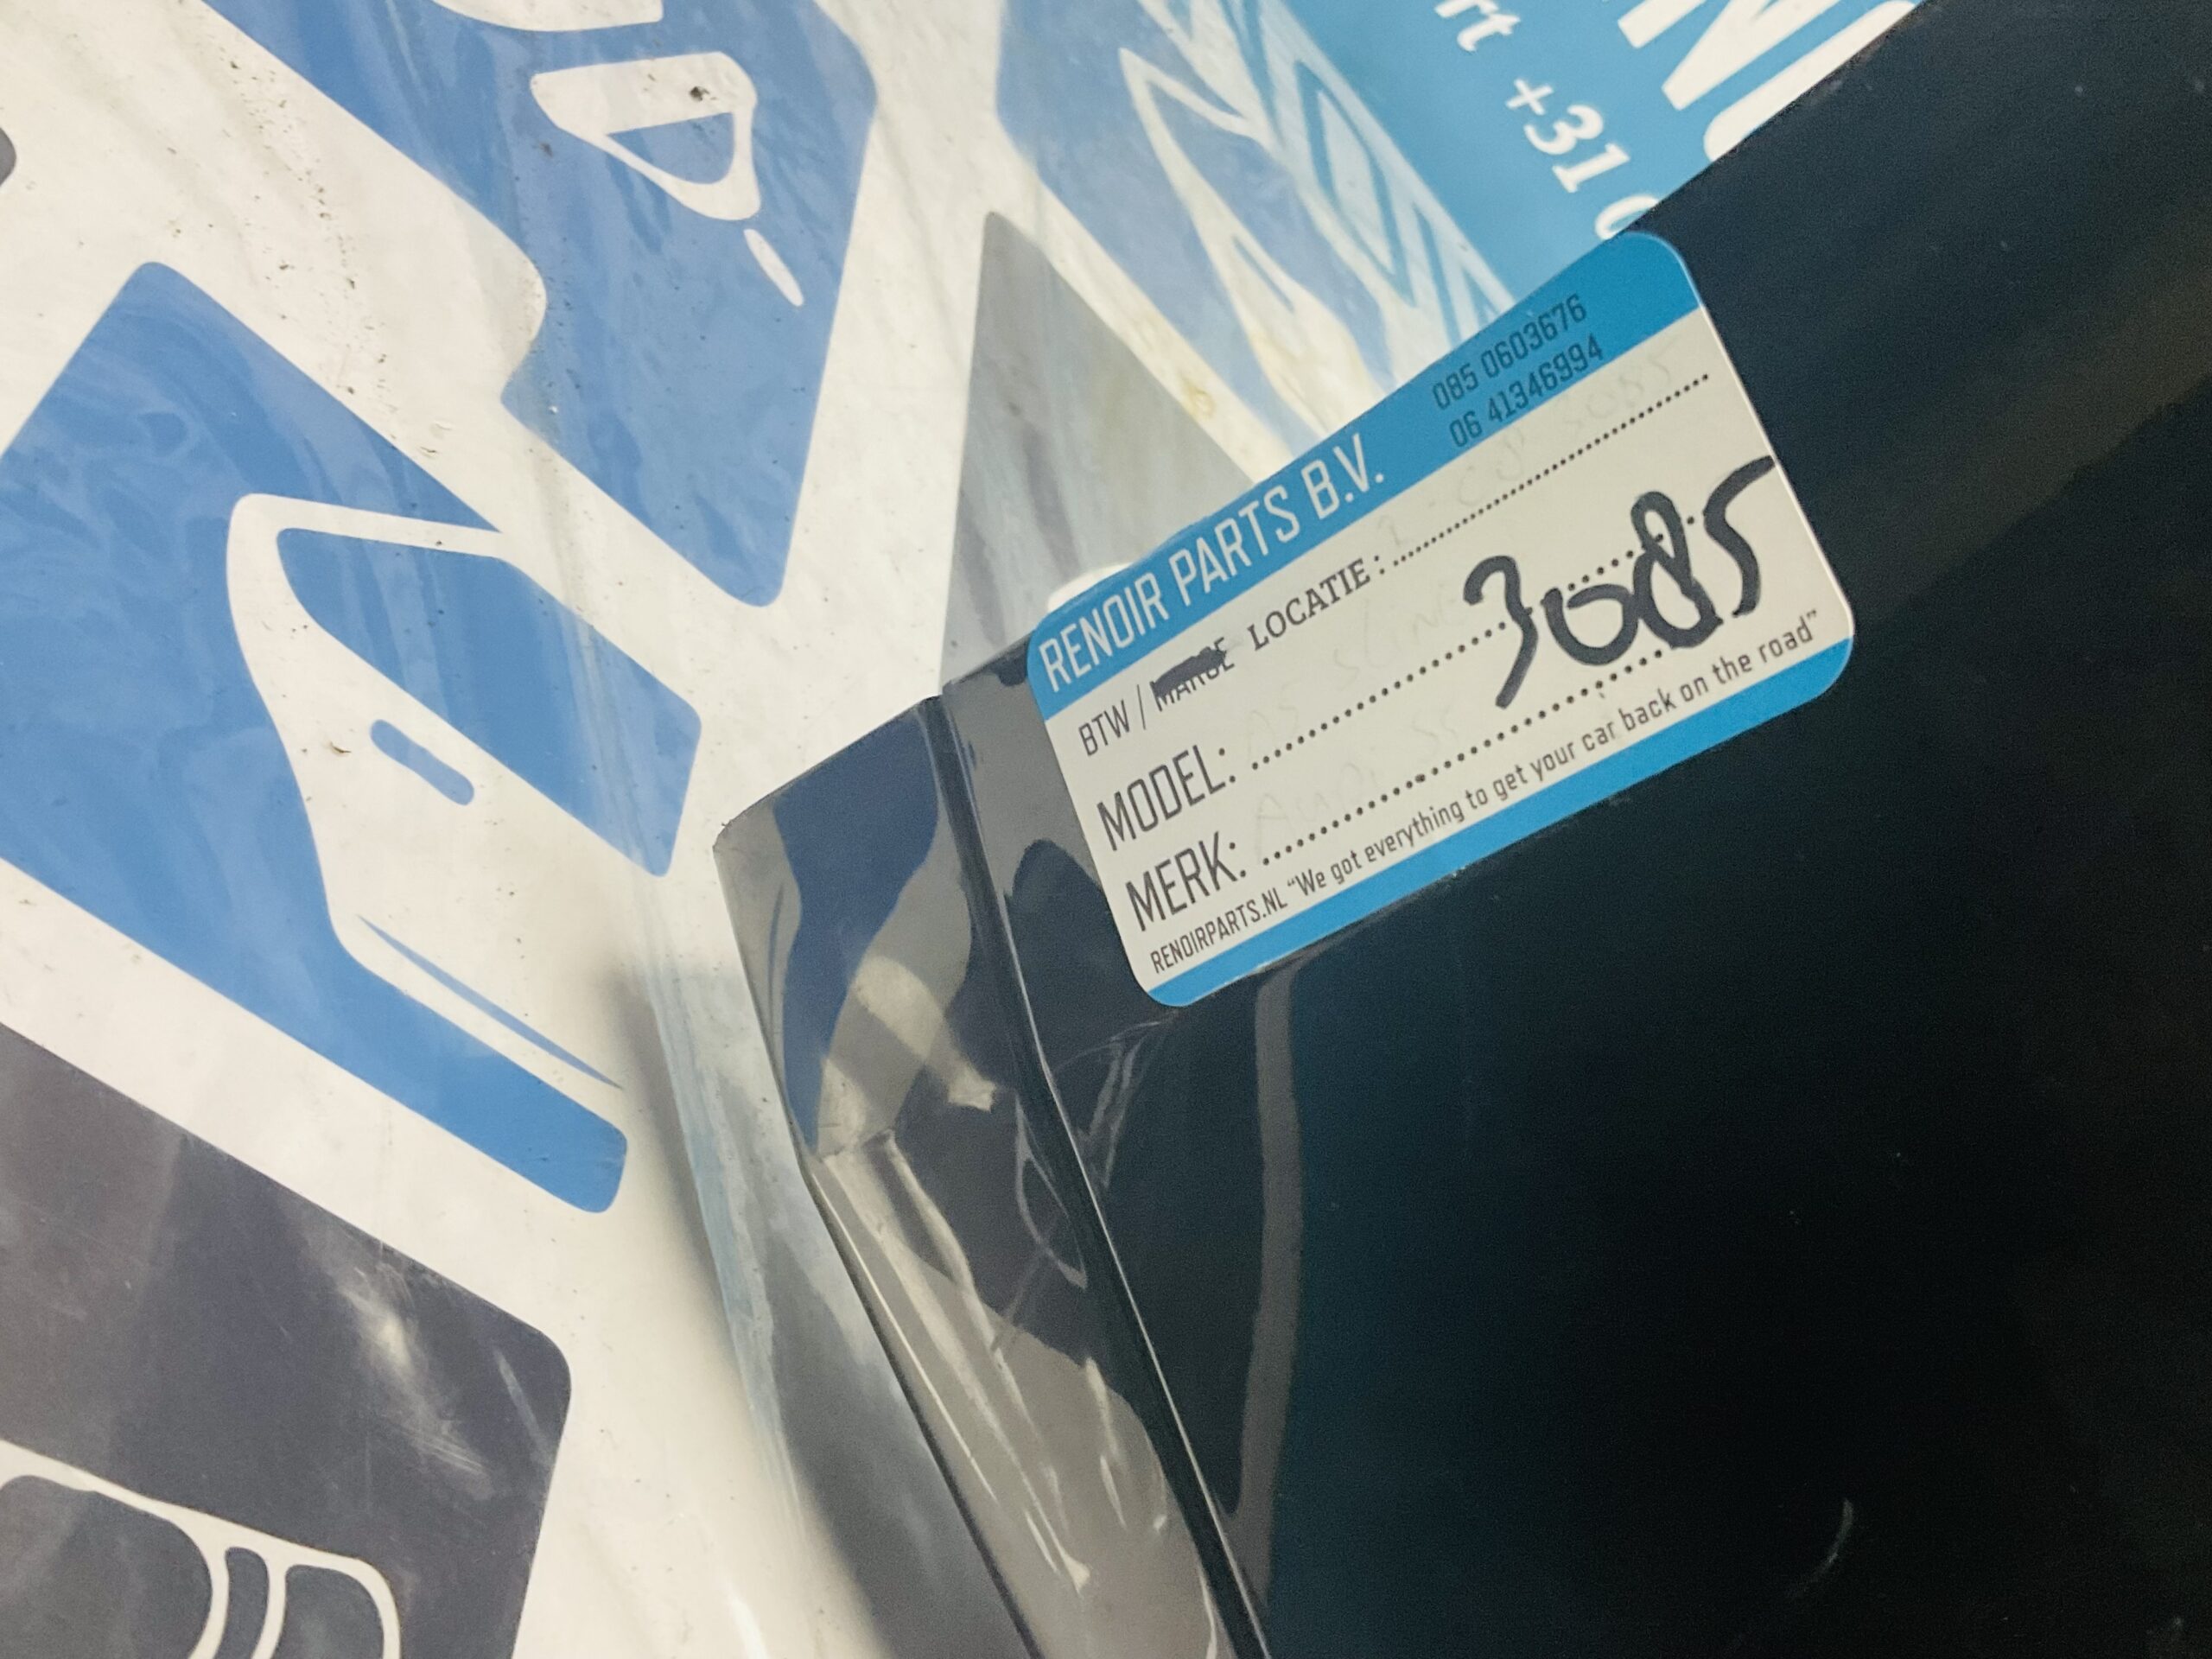 RENOIR PARTS B.V.
085 0603676
06 41346994
BTW / MARGE LOCATIE:
3085
MODEL:
MERK:
RENOIRPARTS.NL "We got everything to get your car back on the road"
+31